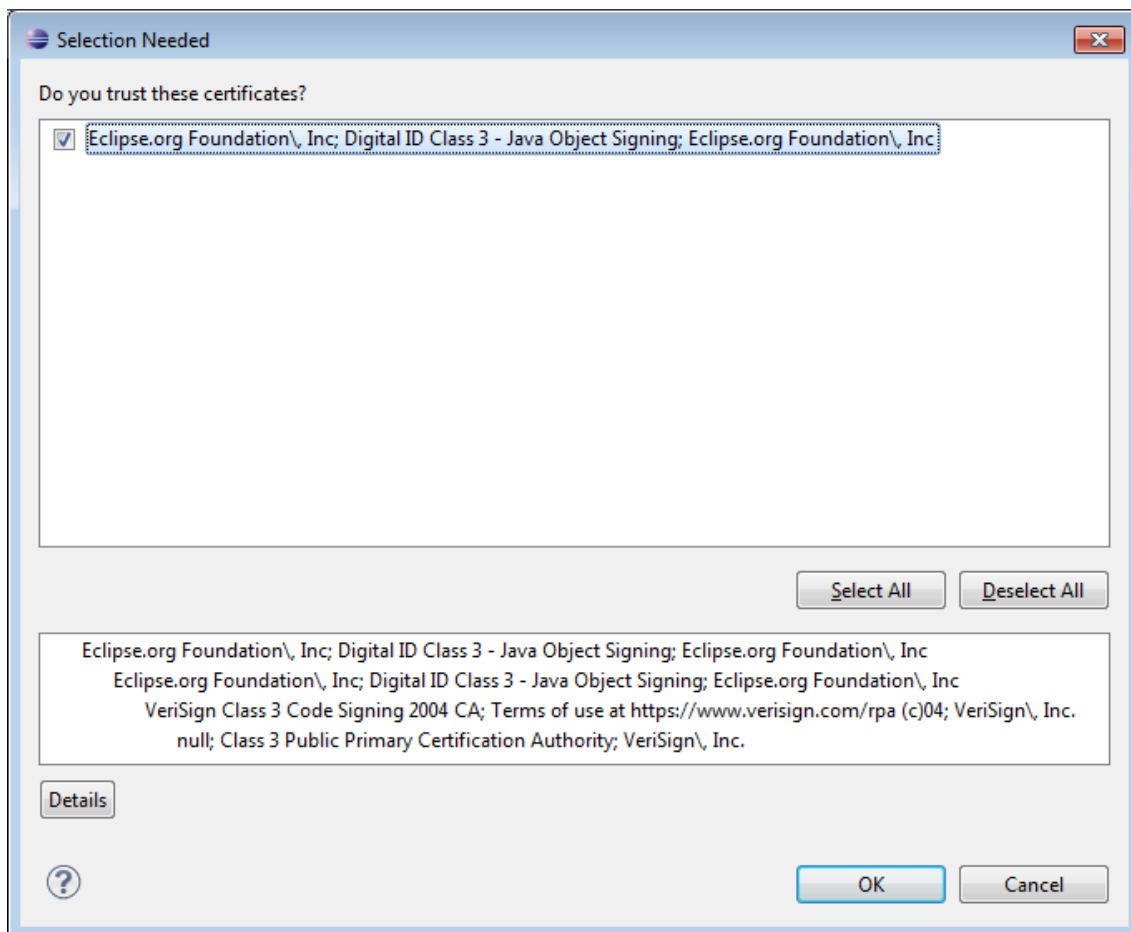 Selection Needed
Do you trust these certificates?
Eclipse.org Foundation\, Inc; Digital ID Class 3 - Java Object Signing; Eclipse.org Foundation\, Inc
Select All
Deselect All
Eclipse.org Foundation\, Inc; Digital ID Class 3 - Java Object Signing; Eclipse.org Foundation\, Inc
Eclipse.org Foundation\, Inc; Digital ID Class 3 - Java Object Signing; Eclipse.org Foundation\, Inc
VeriSign Class 3 Code Signing 2004 CA; Terms of use at https://www.verisign.com/rpa (c)04; VeriSign\, Inc.
null; Class 3 Public Primary Certification Authority; VeriSign\, Inc.
Details
?
OK
Cancel